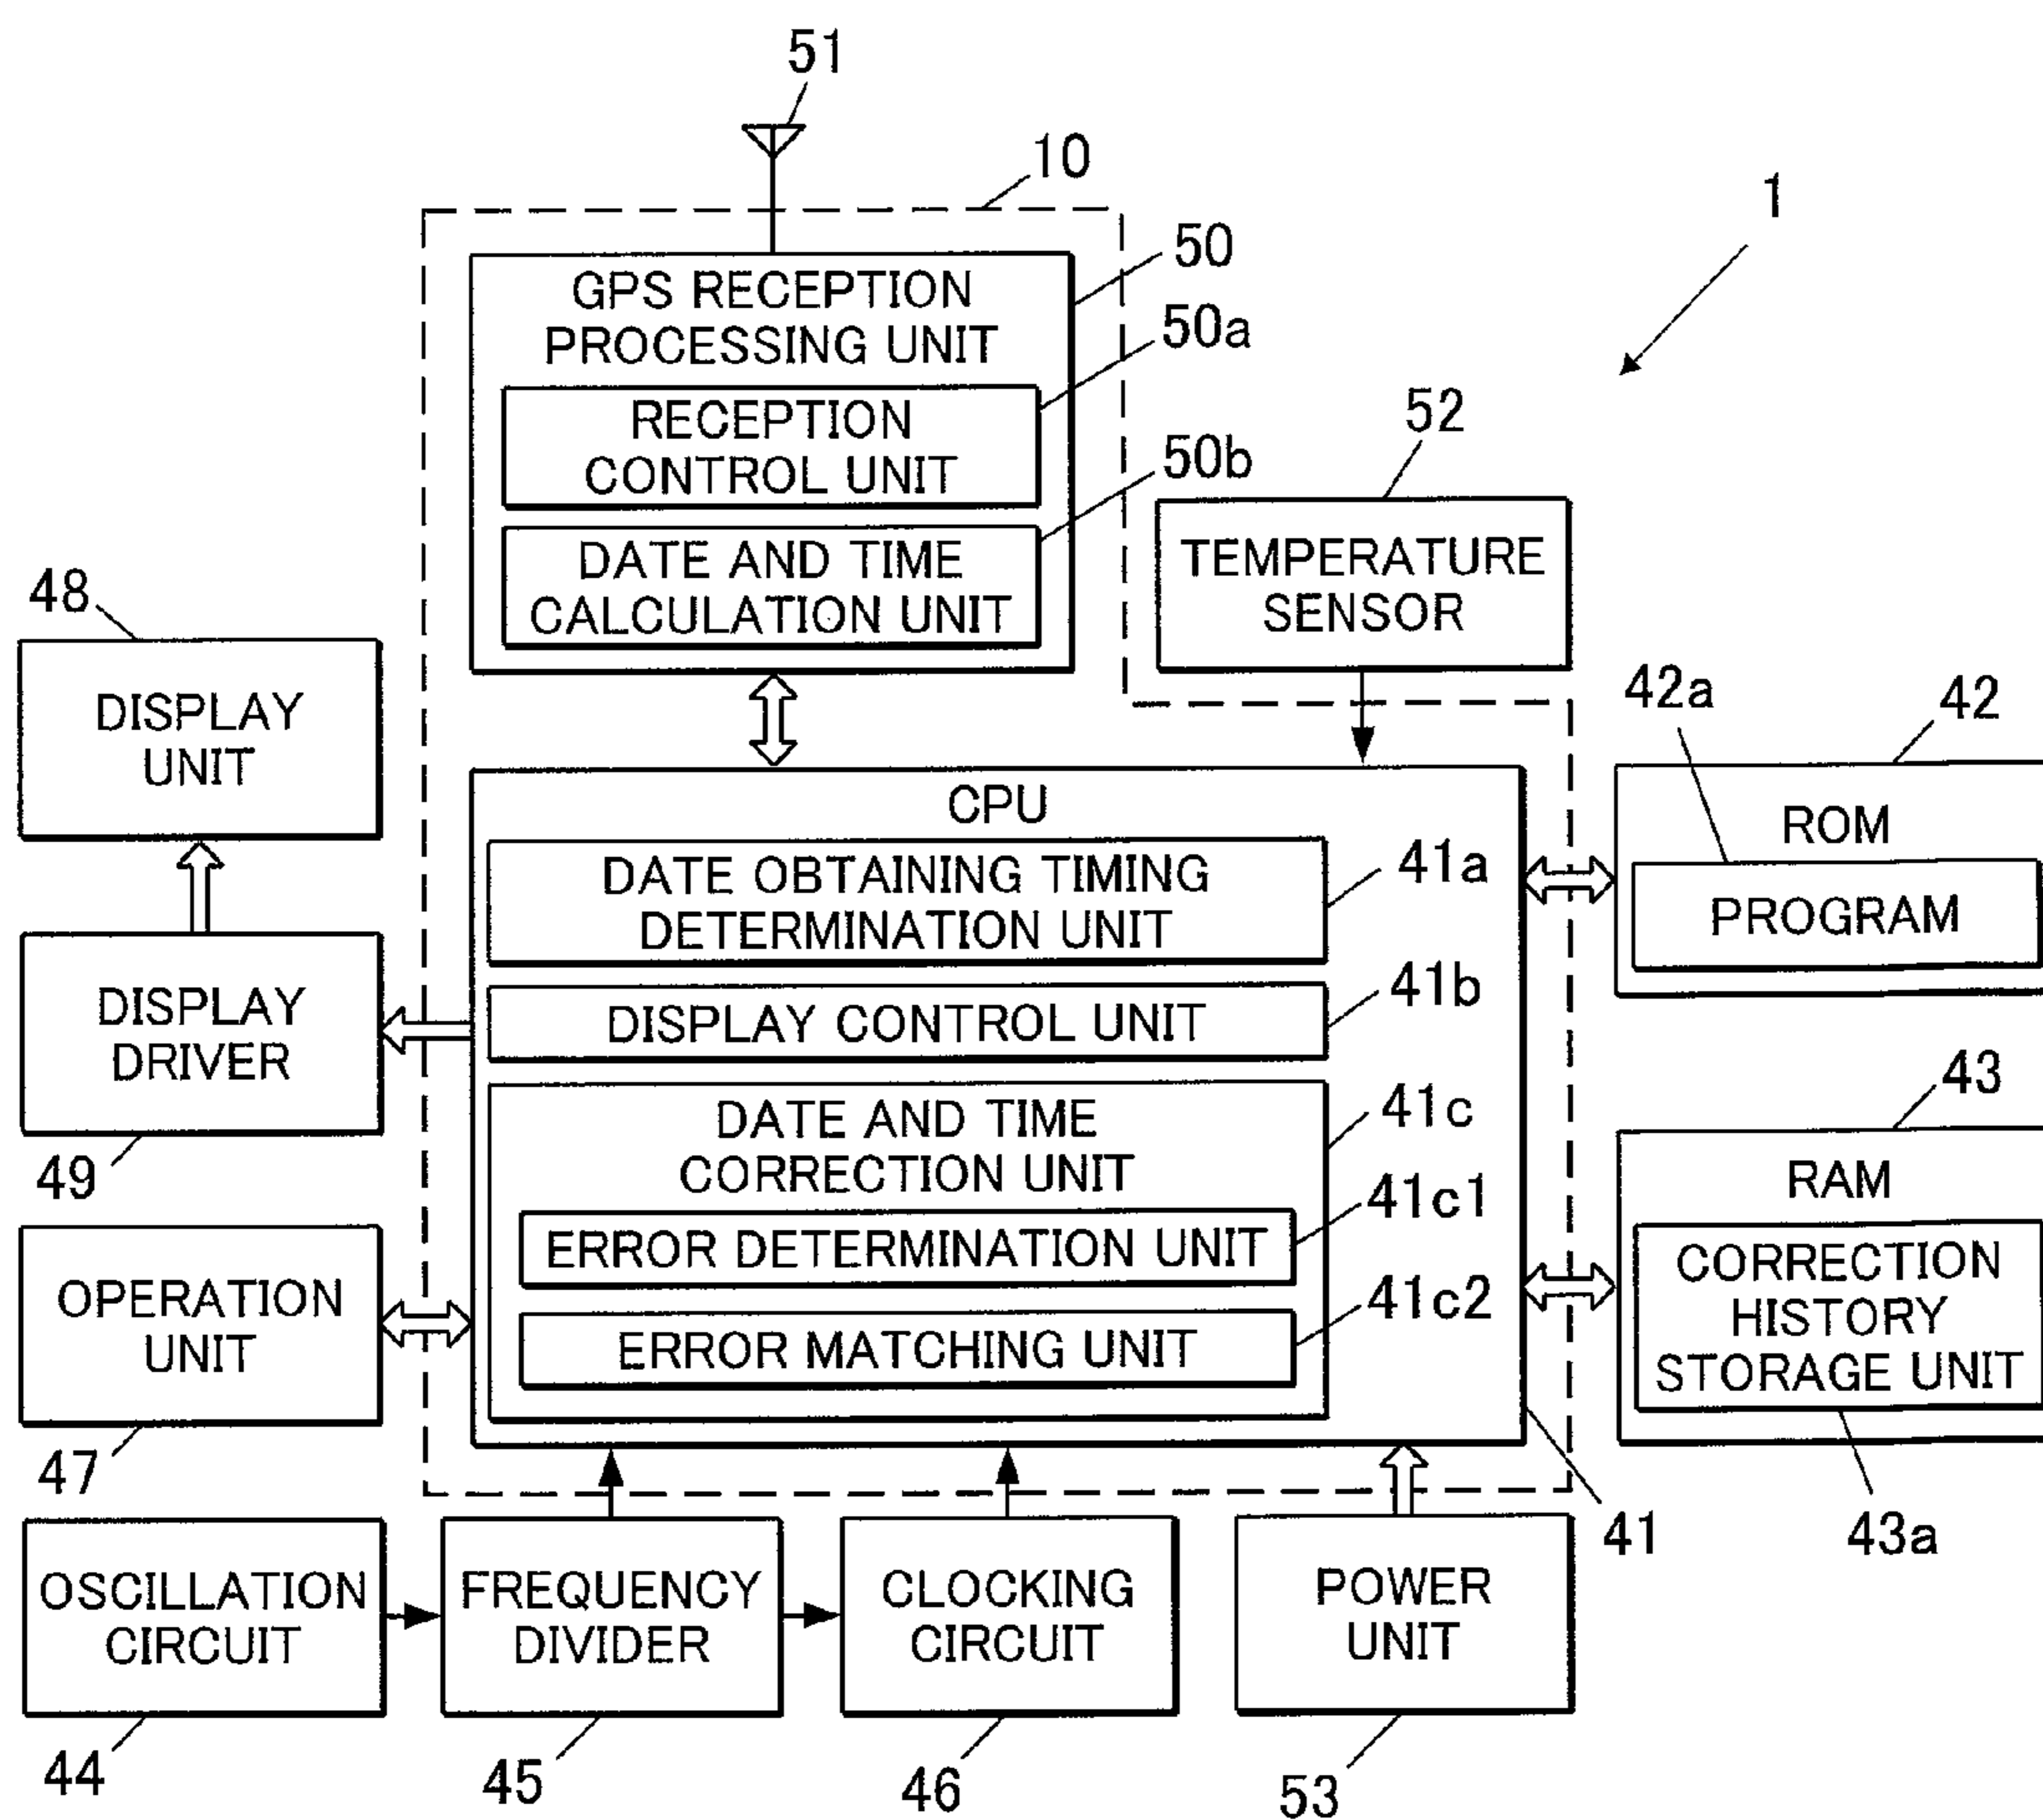 51
10
1
50
GPS RECEPTION
PROCESSING UNIT
50a
RECEPTION
CONTROL UNIT
50b
DATE AND TIME
CALCULATION UNIT
52
TEMPERATURE
SENSOR
48
DISPLAY
UNIT
42a
42
ROM
PROGRAM
CPU
DATE OBTAINING TIMING
DETERMINATION UNIT
41a
DISPLAY CONTROL UNIT
41b
DISPLAY
DRIVER
49
DATE AND TIME
CORRECTION UNIT
41c
ERROR DETERMINATION UNIT
41c1
ERROR MATCHING UNIT
41c2
43
RAM
CORRECTION
HISTORY
STORAGE UNIT
43a
OPERATION
UNIT
47
41
OSCILLATION
CIRCUIT
44
FREQUENCY
DIVIDER
45
CLOCKING
CIRCUIT
46
POWER
UNIT
53